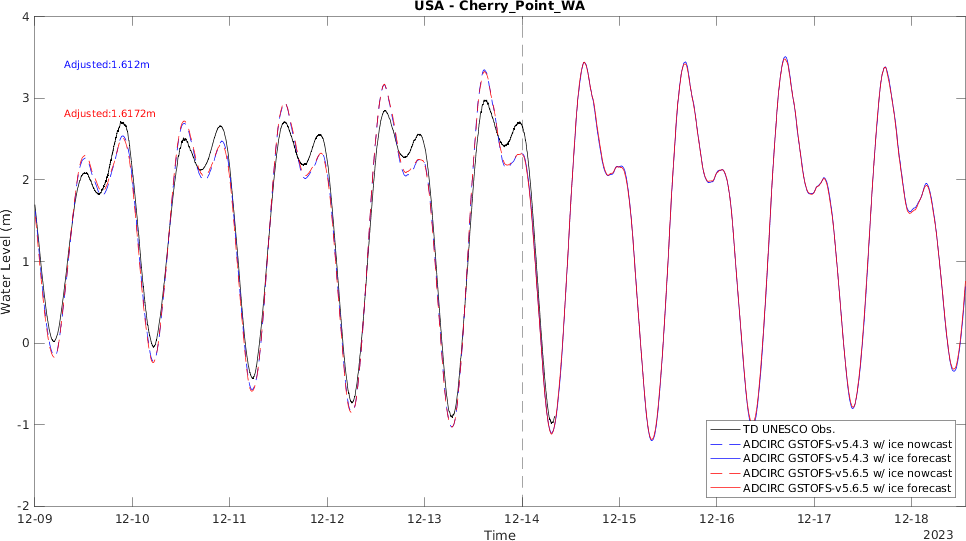 USA - Cherry_Point_WA
4
3
2
1
0
-1
-2
Water Level (m)
Adjusted:1.612m
Adjusted:1.6172m
TD UNESCO Obs.
ADCIRC GSTOFS-v5.4.3 w/ ice nowcast
ADCIRC GSTOFS-v5.4.3 w/ ice forecast
ADCIRC GSTOFS-v5.6.5 w/ ice nowcast
ADCIRC GSTOFS-v5.6.5 w/ ice forecast
12-09 12-10 12-11 12-12 12-13 12-14 12-15 12-16 12-17 12-18
Time
2023